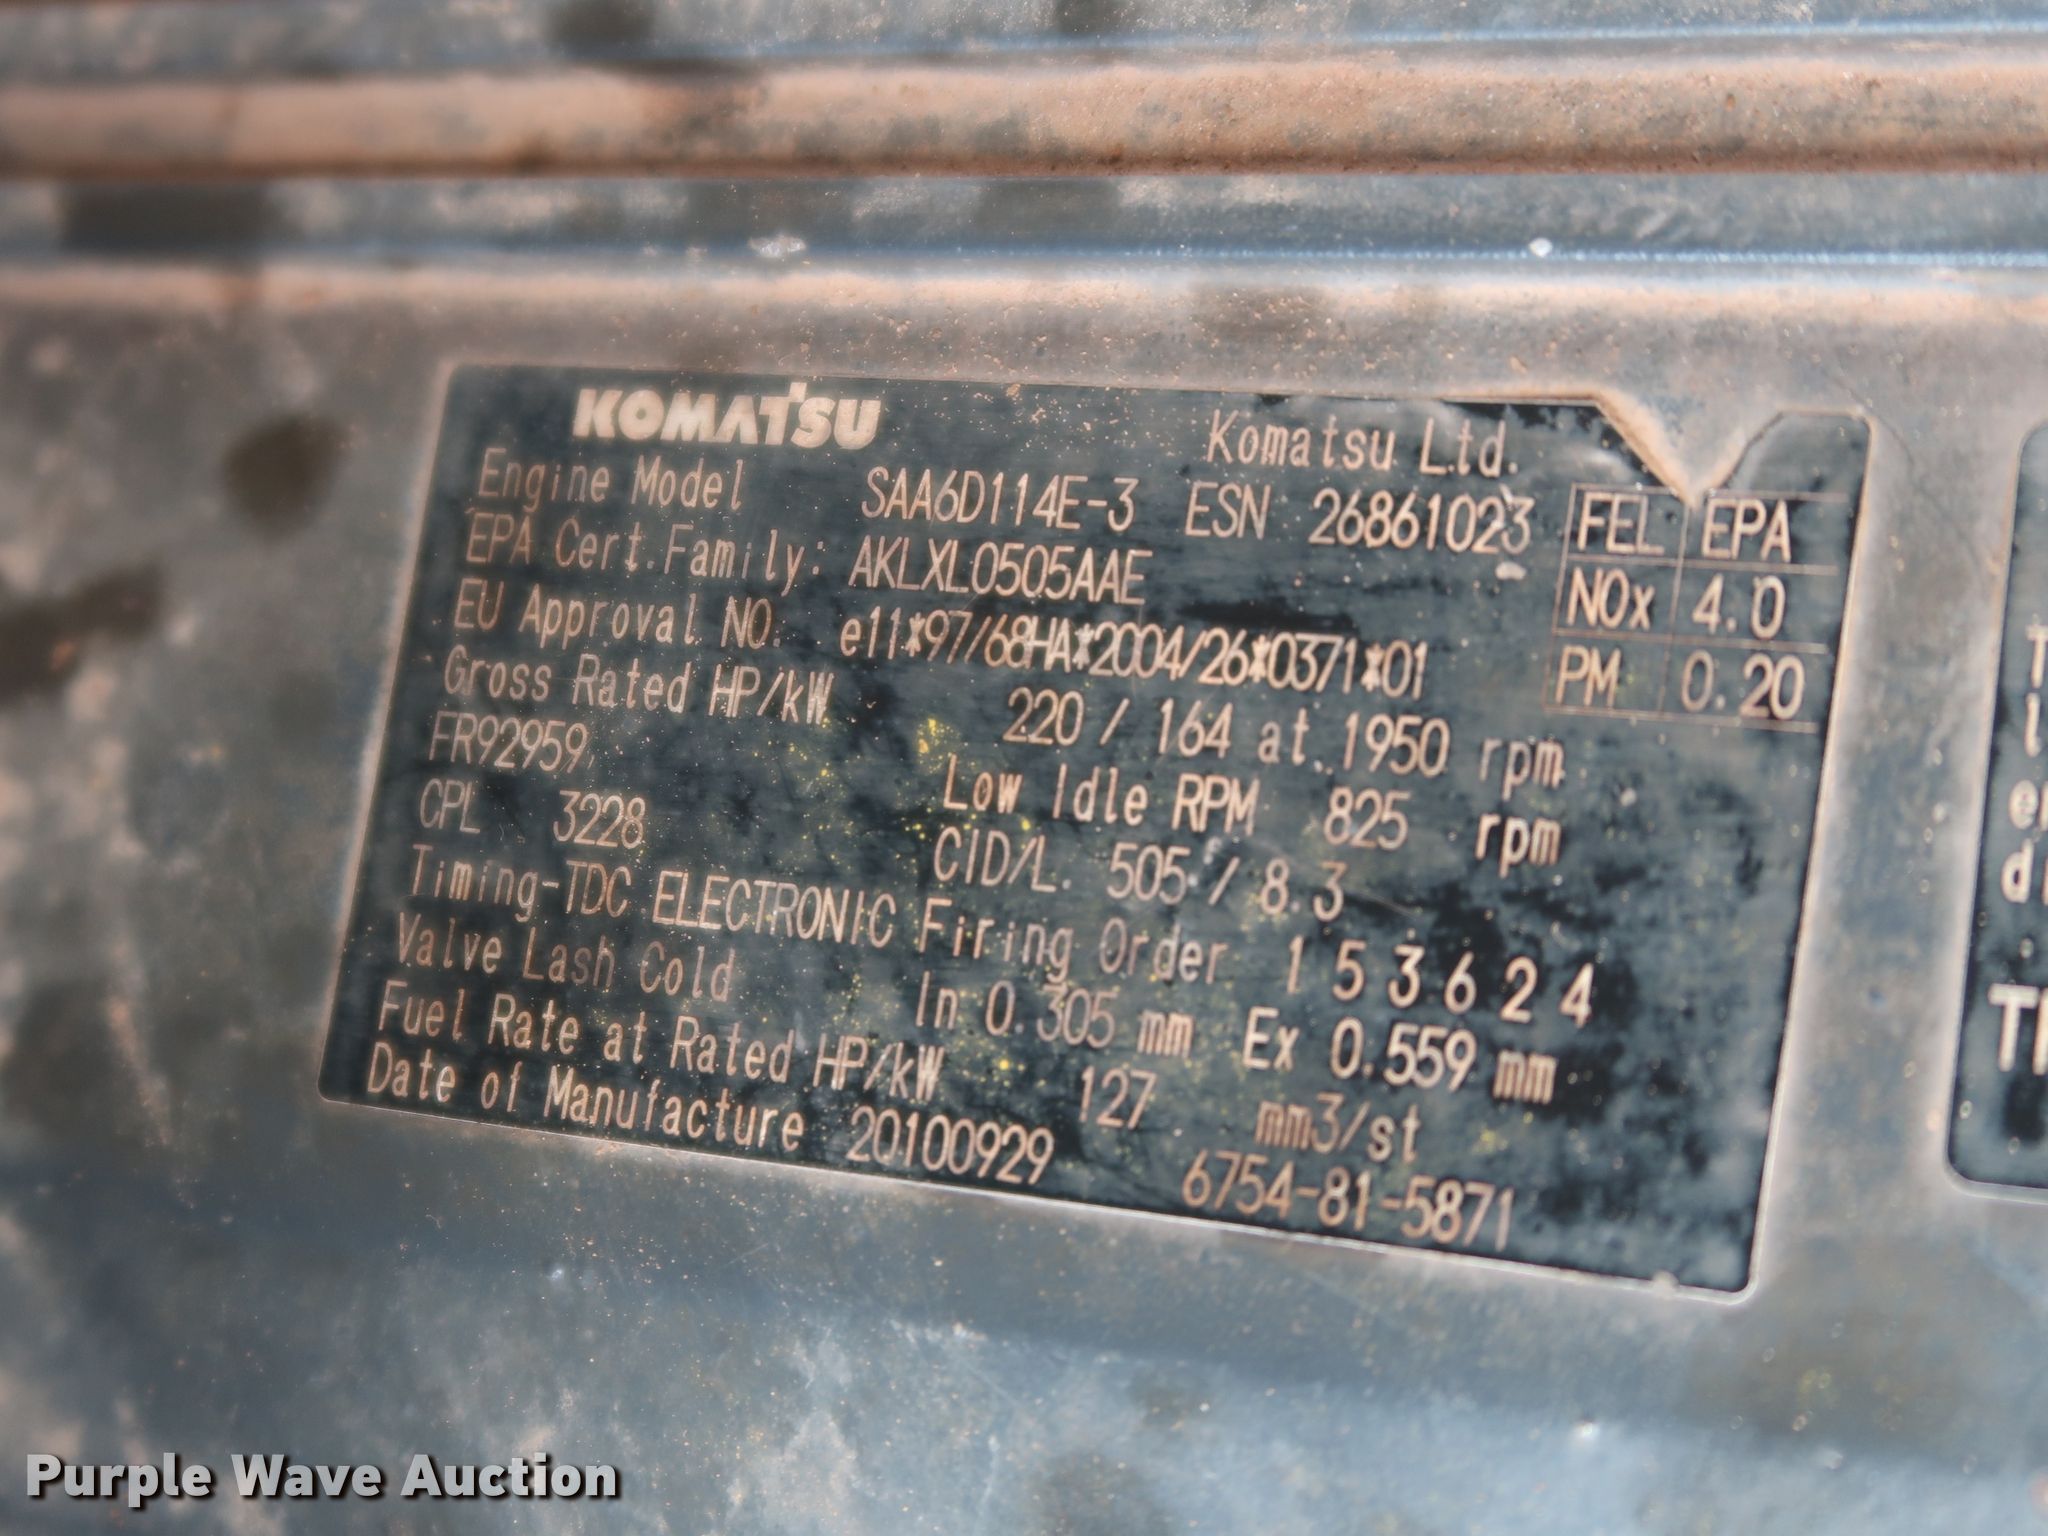 KOMATSU
Komatsu Ltd.
Engine Model SAA6D114E-3 ESN 26861023
EPA Cert.Family: AKLXL0505AAE
EU Approval NO. e11*97/68HA*2004/26*0371*01
Gross Rated HP/kW 220 / 164 at 1950 rpm
FR92959 Low Idle RPM 825 rpm
CPL 3228 CID/L. 505 / 8.3
Timing-TDC ELECTRONIC Firing Order 1 5 3 6 2 4
Valve Lash Cold In 0.305 mm Ex 0.559 mm
Fuel Rate at Rated HP/kW 127 mm3/st
Date of Manufacture 20100929 6754-81-5871
FEL EPA
NOx 4.0
PM 0.20
Purple Wave Auction